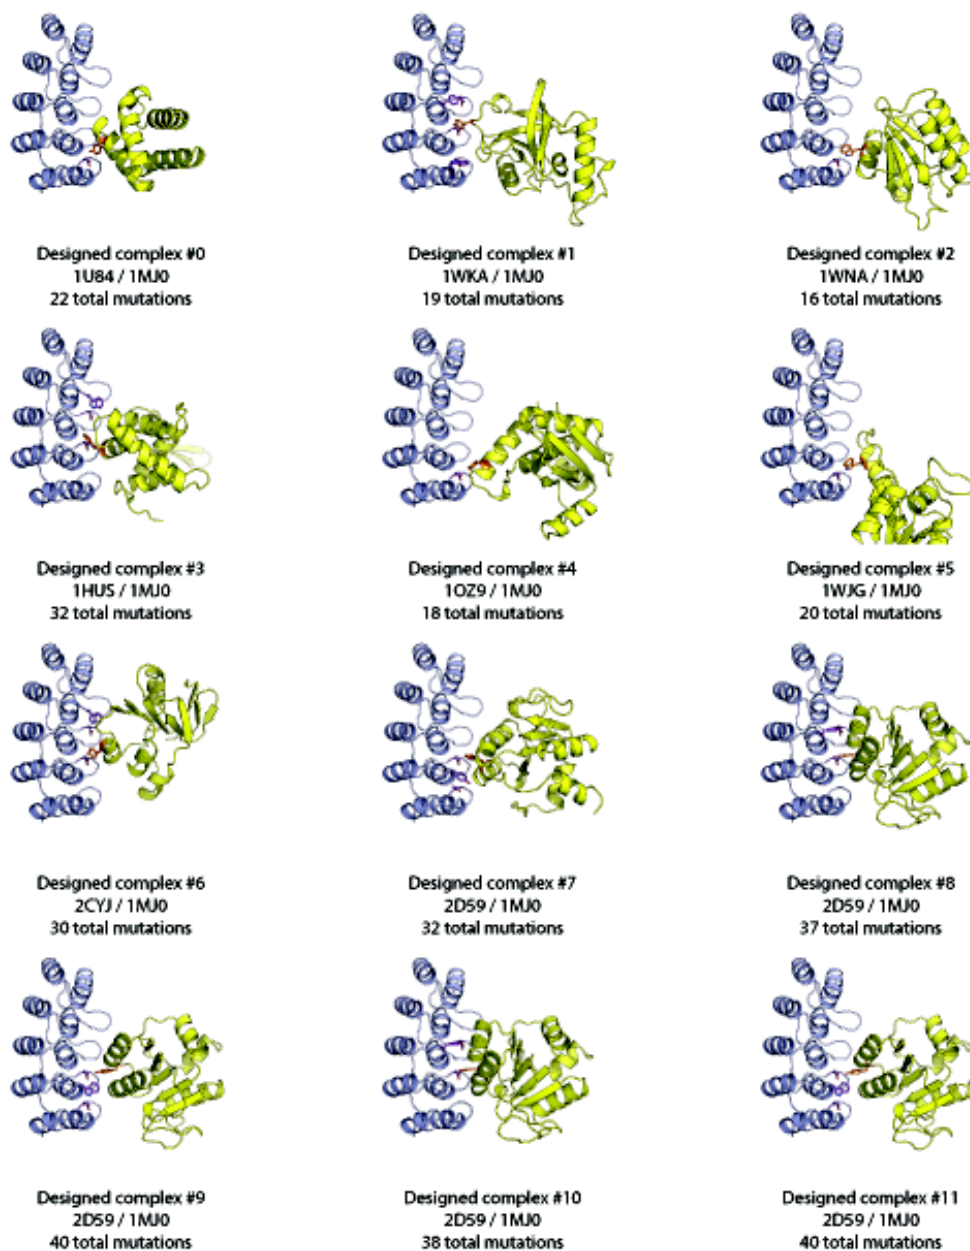 Designed complex #0
1U84 / 1MJ0
22 total mutations
Designed complex #1
1WKA / 1MJ0
19 total mutations
Designed complex #2
1WNA / 1MJ0
16 total mutations
Designed complex #3
1HUS / 1MJ0
32 total mutations
Designed complex #4
1OZ9 / 1MJ0
18 total mutations
Designed complex #5
1WJG / 1MJ0
20 total mutations
Designed complex #6
2CYJ / 1MJ0
30 total mutations
Designed complex #7
2D59 / 1MJ0
32 total mutations
Designed complex #8
2D59 / 1MJ0
37 total mutations
Designed complex #9
2D59 / 1MJ0
40 total mutations
Designed complex #10
2D59 / 1MJ0
38 total mutations
Designed complex #11
2D59 / 1MJ0
40 total mutations